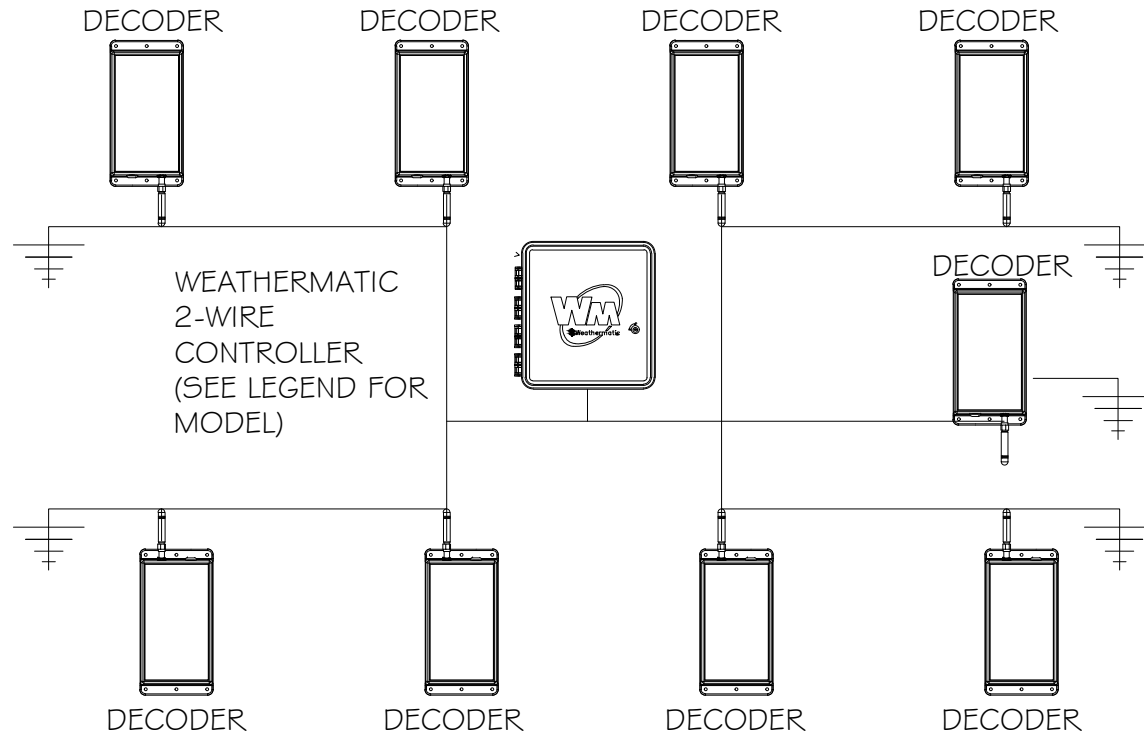 DECODER
DECODER
DECODER
DECODER
WEATHERMATIC
2-WIRE
CONTROLLER
(SEE LEGEND FOR
MODEL)
WM
Weathermatic
DECODER
DECODER
DECODER
DECODER
DECODER